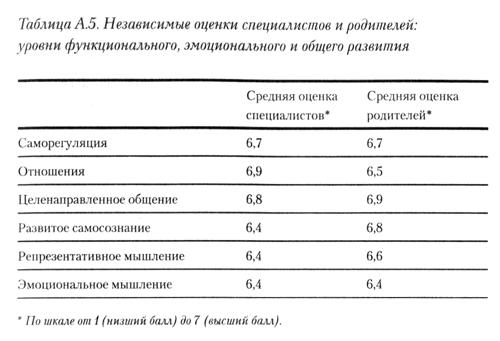 Таблица А.5. Независимые оценки специалистов и родителей:
уровни функционального, эмоционального и общего развития
Средняя оценка специалистов* Средняя оценка родителей*
Саморегуляция 6,7 6,7
Отношения 6,9 6,5
Целенаправленное общение 6,8 6,9
Развитое самосознание 6,4 6,8
Репрезентативное мышление 6,4 6,6
Эмоциональное мышление 6,4 6,4
* По шкале от 1 (низший балл) до 7 (высший балл).